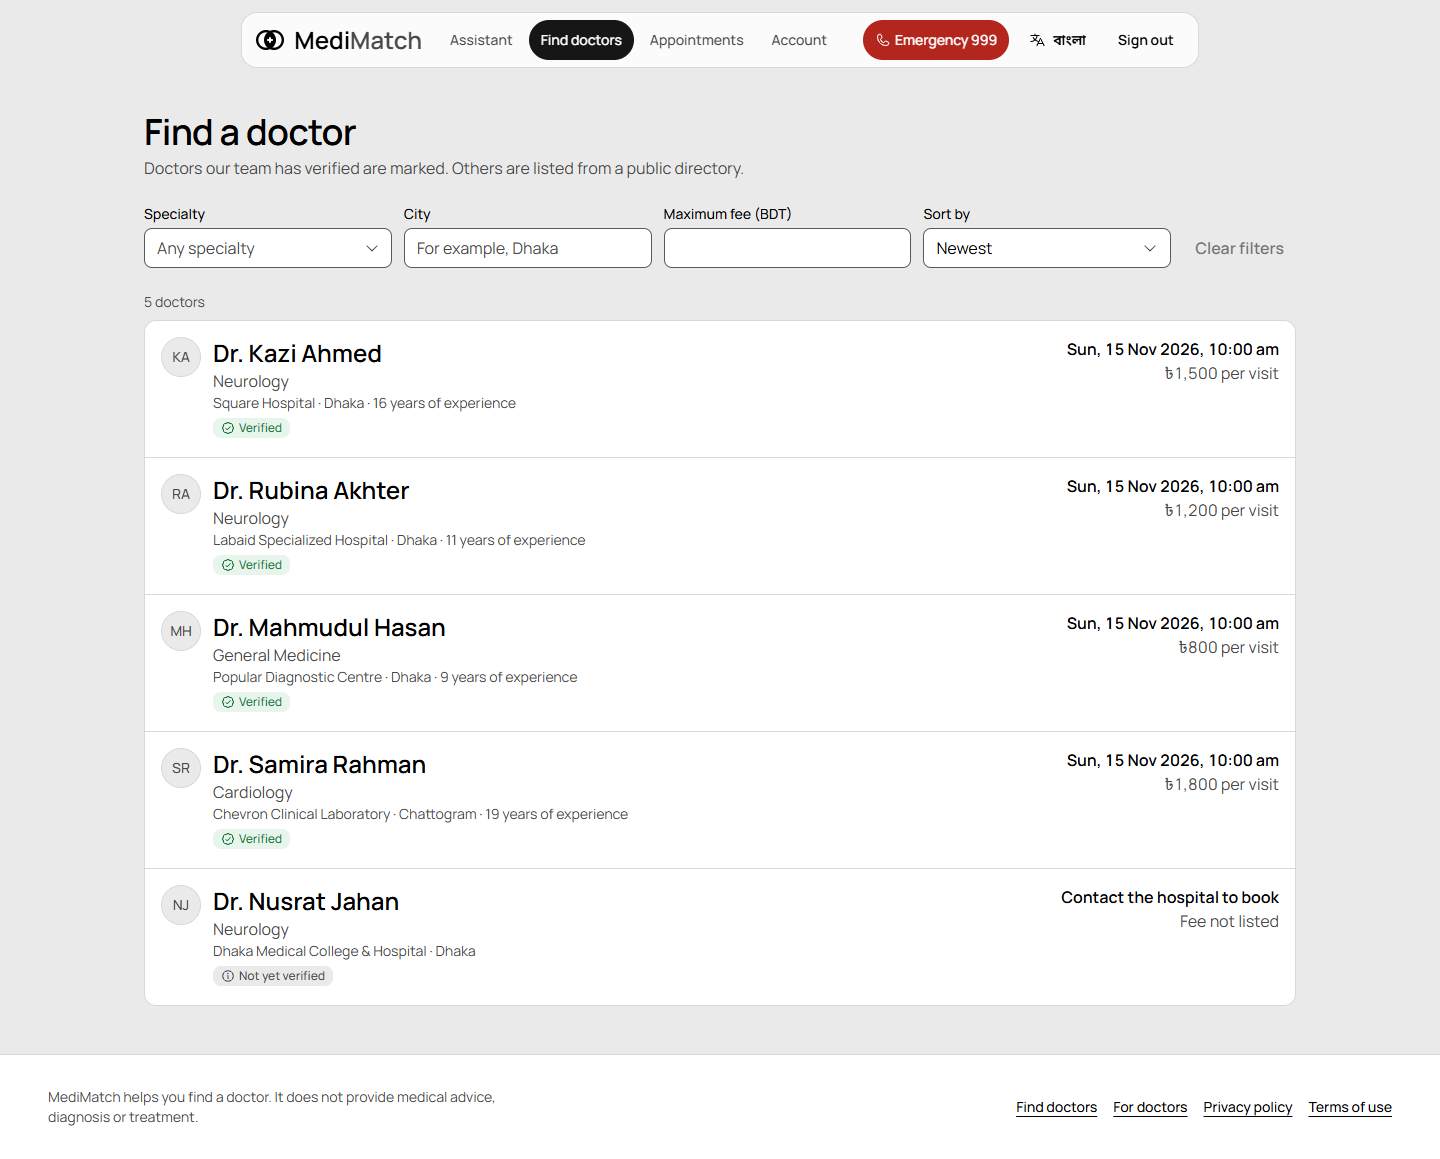 MediMatch Assistant Find doctors Appointments Account Emergency 999 বাংলা Sign out
Find a doctor
Doctors our team has verified are marked. Others are listed from a public directory.
Specialty City Maximum fee (BDT) Sort by
Any specialty For example, Dhaka Newest Clear filters
5 doctors
KA Dr. Kazi Ahmed Sun, 15 Nov 2026, 10:00 am
Neurology ৳1,500 per visit
Square Hospital · Dhaka · 16 years of experience
Verified
RA Dr. Rubina Akhter Sun, 15 Nov 2026, 10:00 am
Neurology ৳1,200 per visit
Labaid Specialized Hospital · Dhaka · 11 years of experience
Verified
MH Dr. Mahmudul Hasan Sun, 15 Nov 2026, 10:00 am
General Medicine ৳800 per visit
Popular Diagnostic Centre · Dhaka · 9 years of experience
Verified
SR Dr. Samira Rahman Sun, 15 Nov 2026, 10:00 am
Cardiology ৳1,800 per visit
Chevron Clinical Laboratory · Chattogram · 19 years of experience
Verified
NJ Dr. Nusrat Jahan Contact the hospital to book
Neurology Fee not listed
Dhaka Medical College & Hospital · Dhaka
Not yet verified
MediMatch helps you find a doctor. It does not provide medical advice,
diagnosis or treatment.
Find doctors For doctors Privacy policy Terms of use